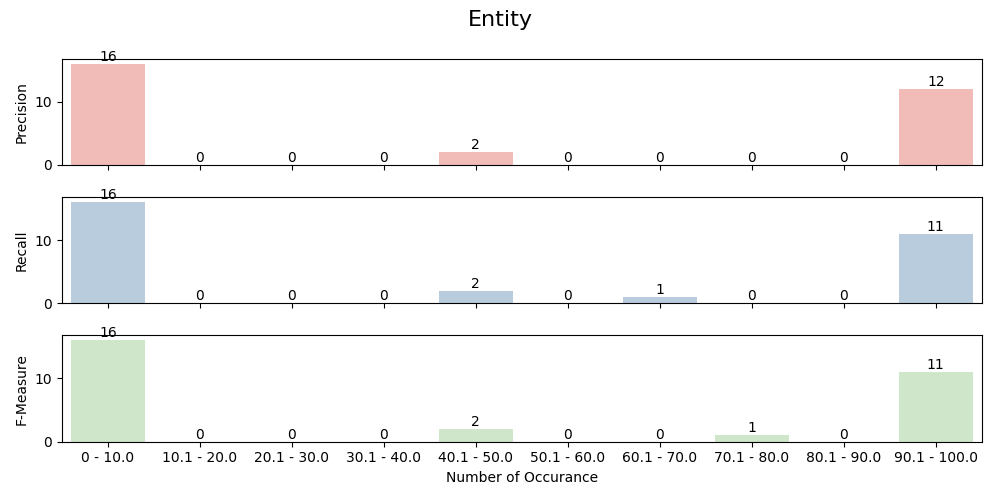 Entity
16 0 0 0 2 0 0 0 0 12
Precision
10
0
16 0 0 0 2 0 1 0 0 11
Recall
10
0
16 0 0 0 2 0 0 1 0 11
F-Measure
10
0
0 - 10.0 10.1 - 20.0 20.1 - 30.0 30.1 - 40.0 40.1 - 50.0 50.1 - 60.0 60.1 - 70.0 70.1 - 80.0 80.1 - 90.0 90.1 - 100.0
Number of Occurance